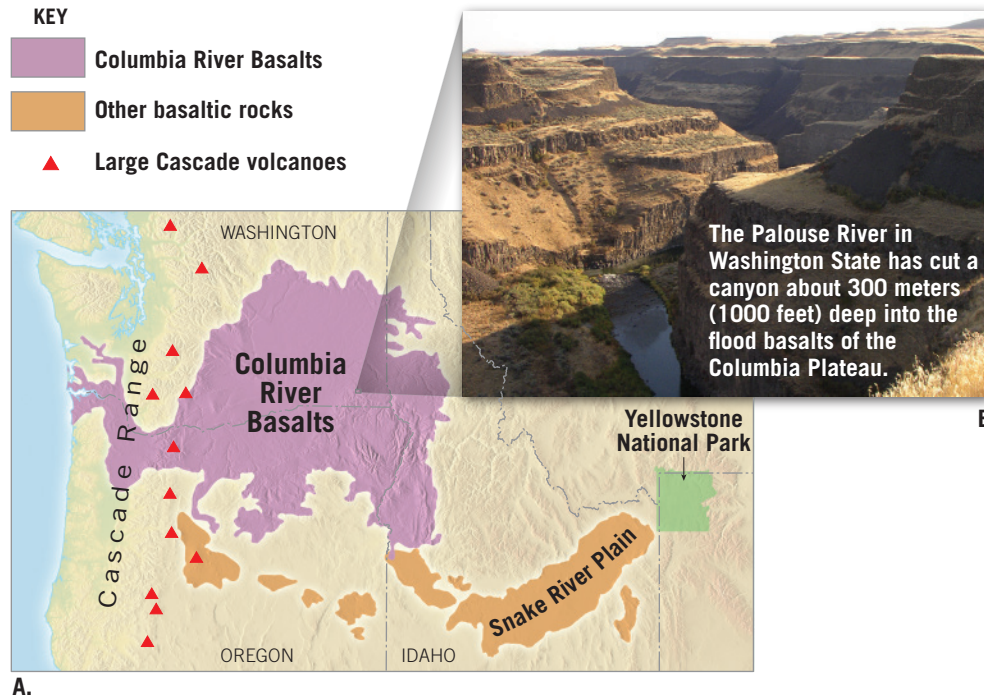 KEY
Columbia River Basalts
Other basaltic rocks
Large Cascade volcanoes
The Palouse River in
Washington State has cut a
canyon about 300 meters
(1000 feet) deep into the
flood basalts of the
Columbia Plateau.
WASHINGTON
Cascade Range
Columbia
River
Basalts
Yellowstone
National Park
Snake River Plain
OREGON
IDAHO
A.